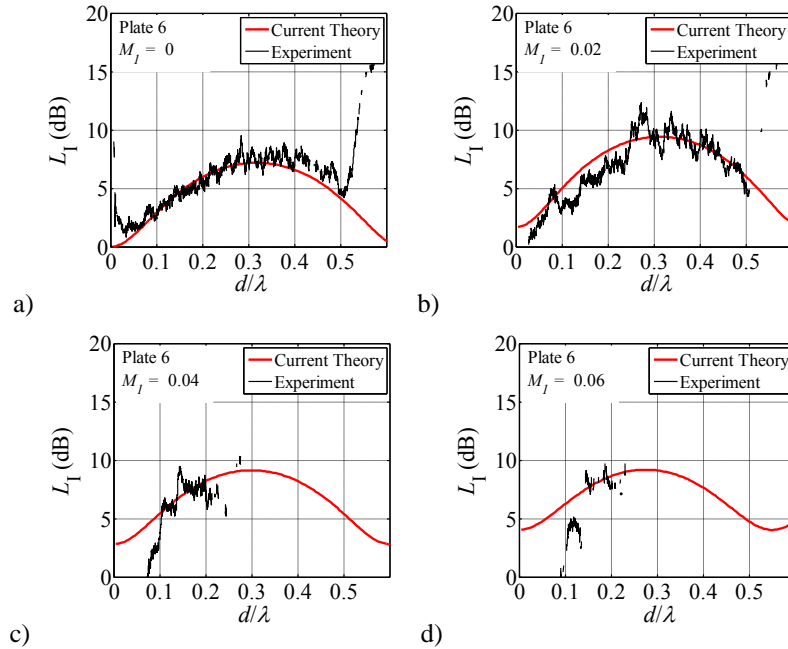 Plate 6
M_1 = 0
Current Theory
Experiment
20
15
10
5
0
L_I (dB)
0 0.1 0.2 0.3 0.4 0.5
d/λ
a)
Plate 6
M_1 = 0.02
Current Theory
Experiment
20
15
10
5
0
L_I (dB)
0 0.1 0.2 0.3 0.4 0.5
d/λ
b)
Plate 6
M_1 = 0.04
Current Theory
Experiment
20
15
10
5
0
L_I (dB)
0 0.1 0.2 0.3 0.4 0.5
d/λ
c)
Plate 6
M_1 = 0.06
Current Theory
Experiment
20
15
10
5
0
L_I (dB)
0 0.1 0.2 0.3 0.4 0.5
d/λ
d)